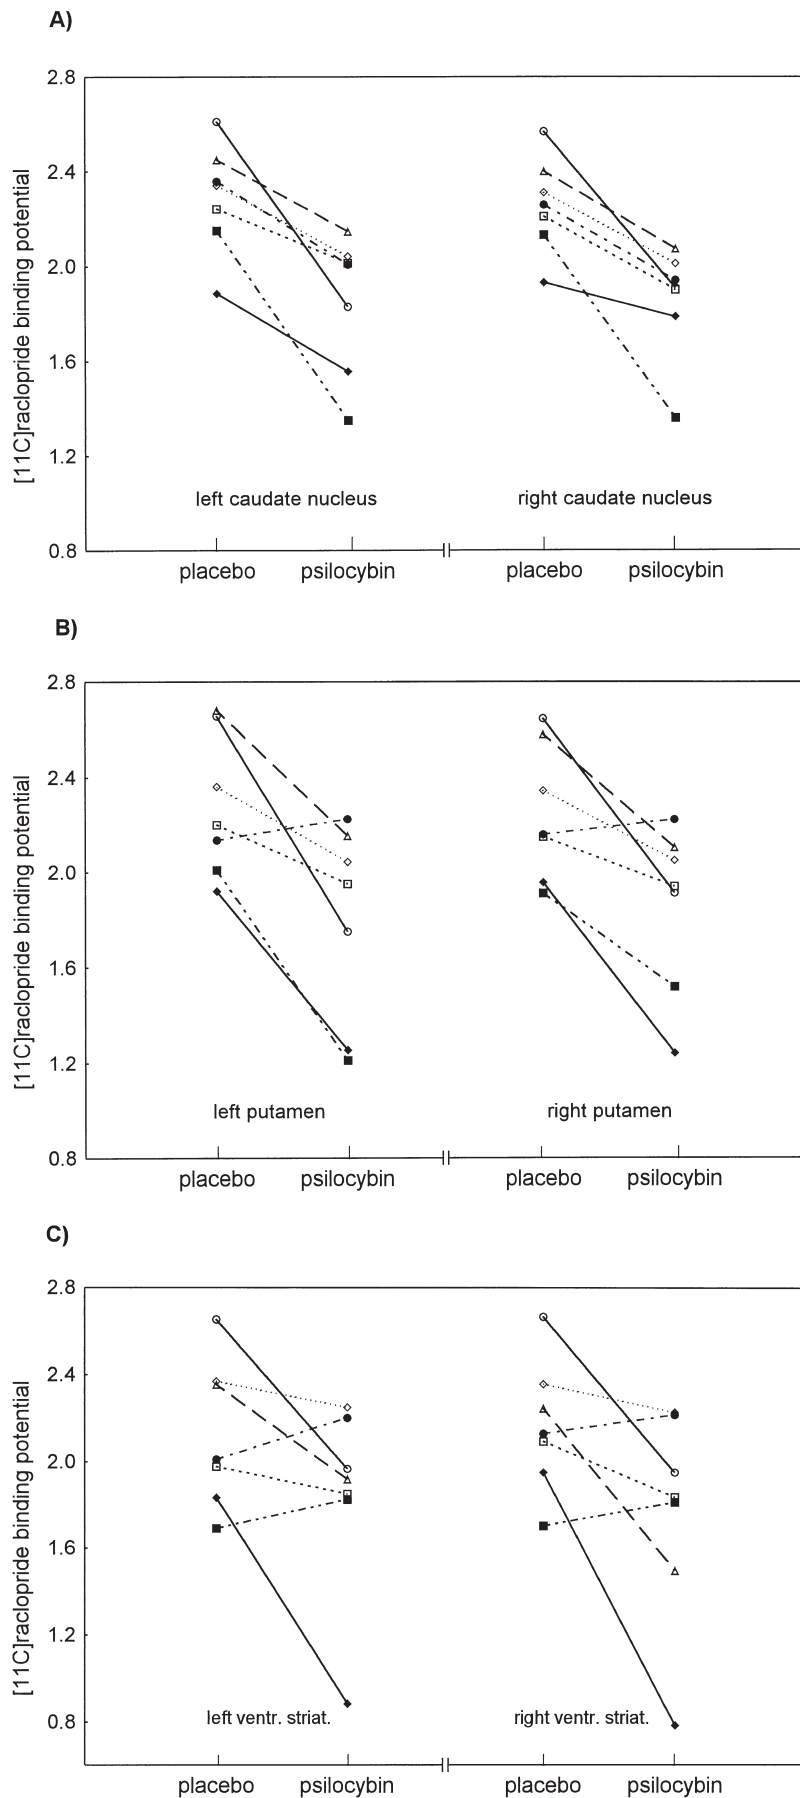 A)
[11C]raclopride binding potential
2.8
2.4
2.0
1.6
1.2
0.8
left caudate nucleus
right caudate nucleus
placebo psilocybin placebo psilocybin
B)
[11C]raclopride binding potential
2.8
2.4
2.0
1.6
1.2
0.8
left putamen
right putamen
placebo psilocybin placebo psilocybin
C)
[11C]raclopride binding potential
2.8
2.4
2.0
1.6
1.2
0.8
left ventr. striat.
right ventr. striat.
placebo psilocybin placebo psilocybin